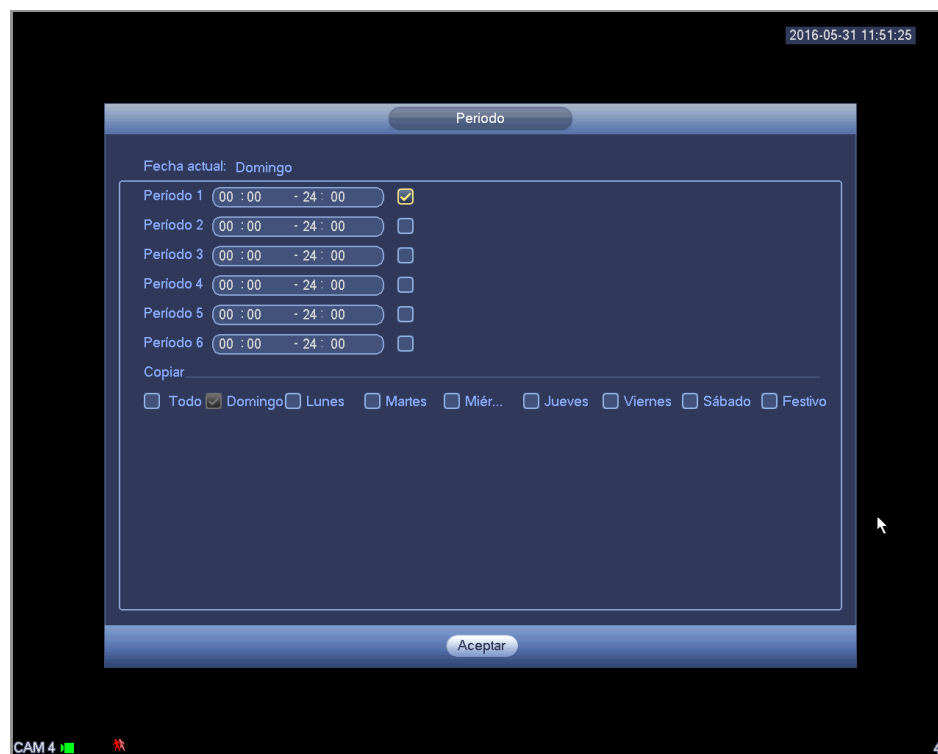 2016-05-31 11:51:25
Periodo
Fecha actual: Domingo
Período 1 00 :00 - 24: 00
Período 2 00 :00 - 24: 00
Período 3 00 :00 - 24: 00
Período 4 00 :00 - 24: 00
Período 5 00 :00 - 24: 00
Período 6 00 :00 - 24: 00
Copiar
Todo Domingo Lunes Martes Miér... Jueves Viernes Sábado Festivo
Aceptar
CAM 4